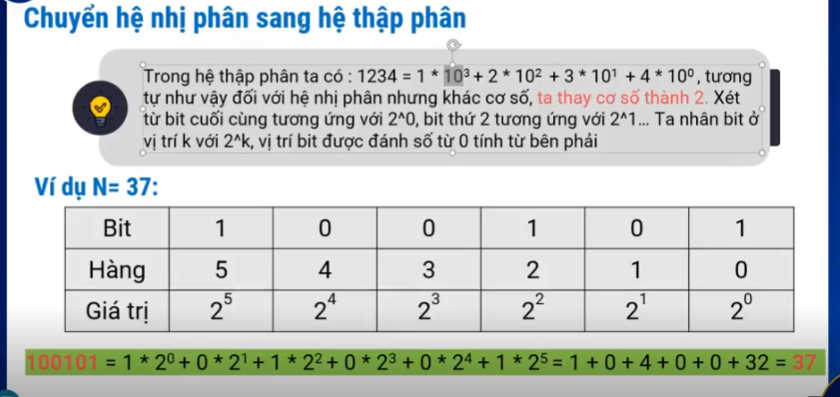 Chuyển hệ nhị phân sang hệ thập phân
Trong hệ thập phân ta có : 1234 = 1 * 10³ + 2 * 10² + 3 * 10¹ + 4 * 10⁰, tương
tự như vậy đối với hệ nhị phân nhưng khác cơ số, ta thay cơ số thành 2. Xét
từ bit cuối cùng tương ứng với 2^0, bit thứ 2 tương ứng với 2^1... Ta nhân bit ở
vị trí k với 2^k, vị trí bit được đánh số từ 0 tính từ bên phải
Ví dụ N= 37:
Bit 1 0 0 1 0 1
Hàng 5 4 3 2 1 0
Giá trị 2⁵ 2⁴ 2³ 2² 2¹ 2⁰
100101 = 1 * 2⁰ + 0 * 2¹ + 1 * 2² + 0 * 2³ + 0 * 2⁴ + 1 * 2⁵ = 1 + 0 + 4 + 0 + 0 + 32 = 37